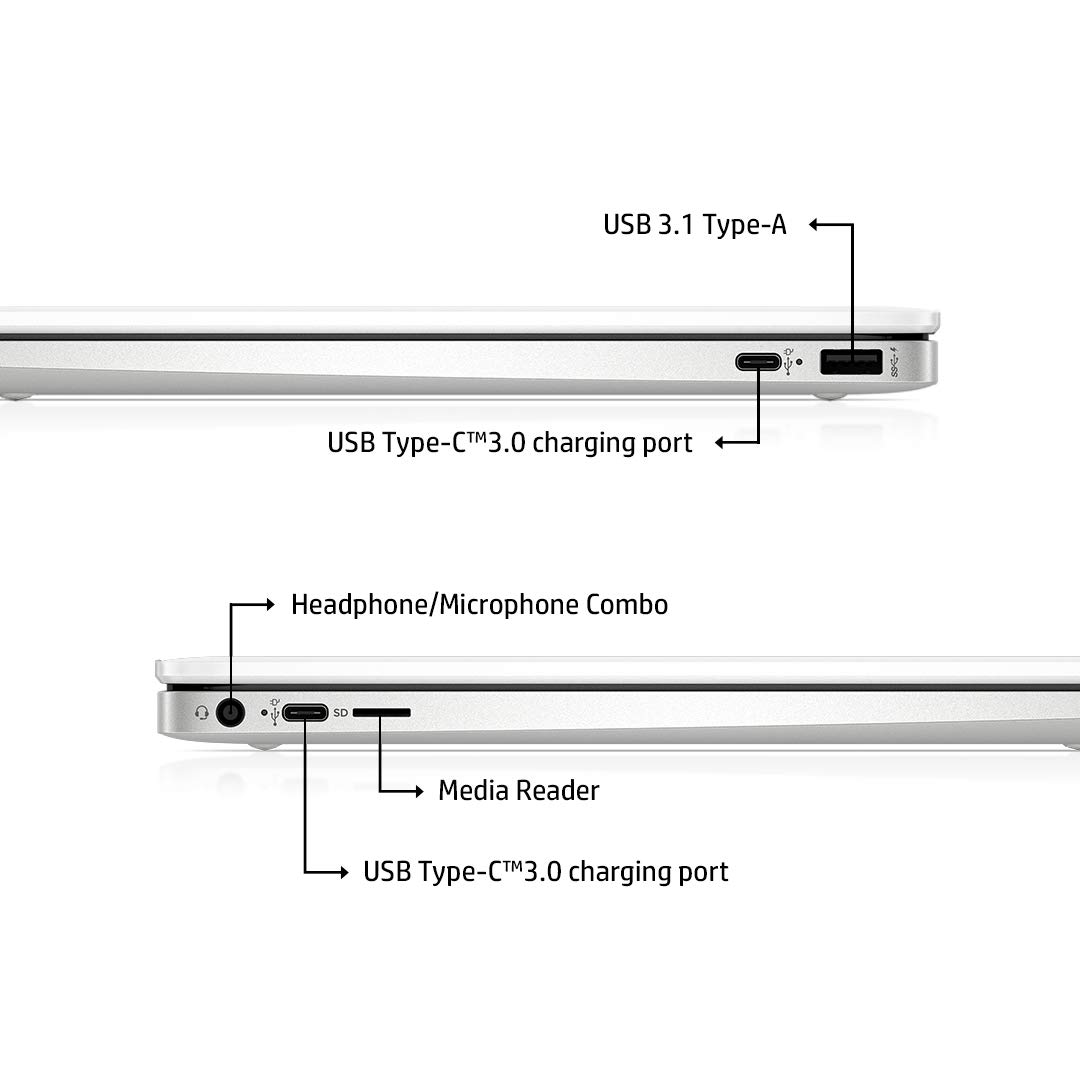 USB 3.1 Type-A
USB Type-C™3.0 charging port
Headphone/Microphone Combo
SD
Media Reader
USB Type-C™3.0 charging port